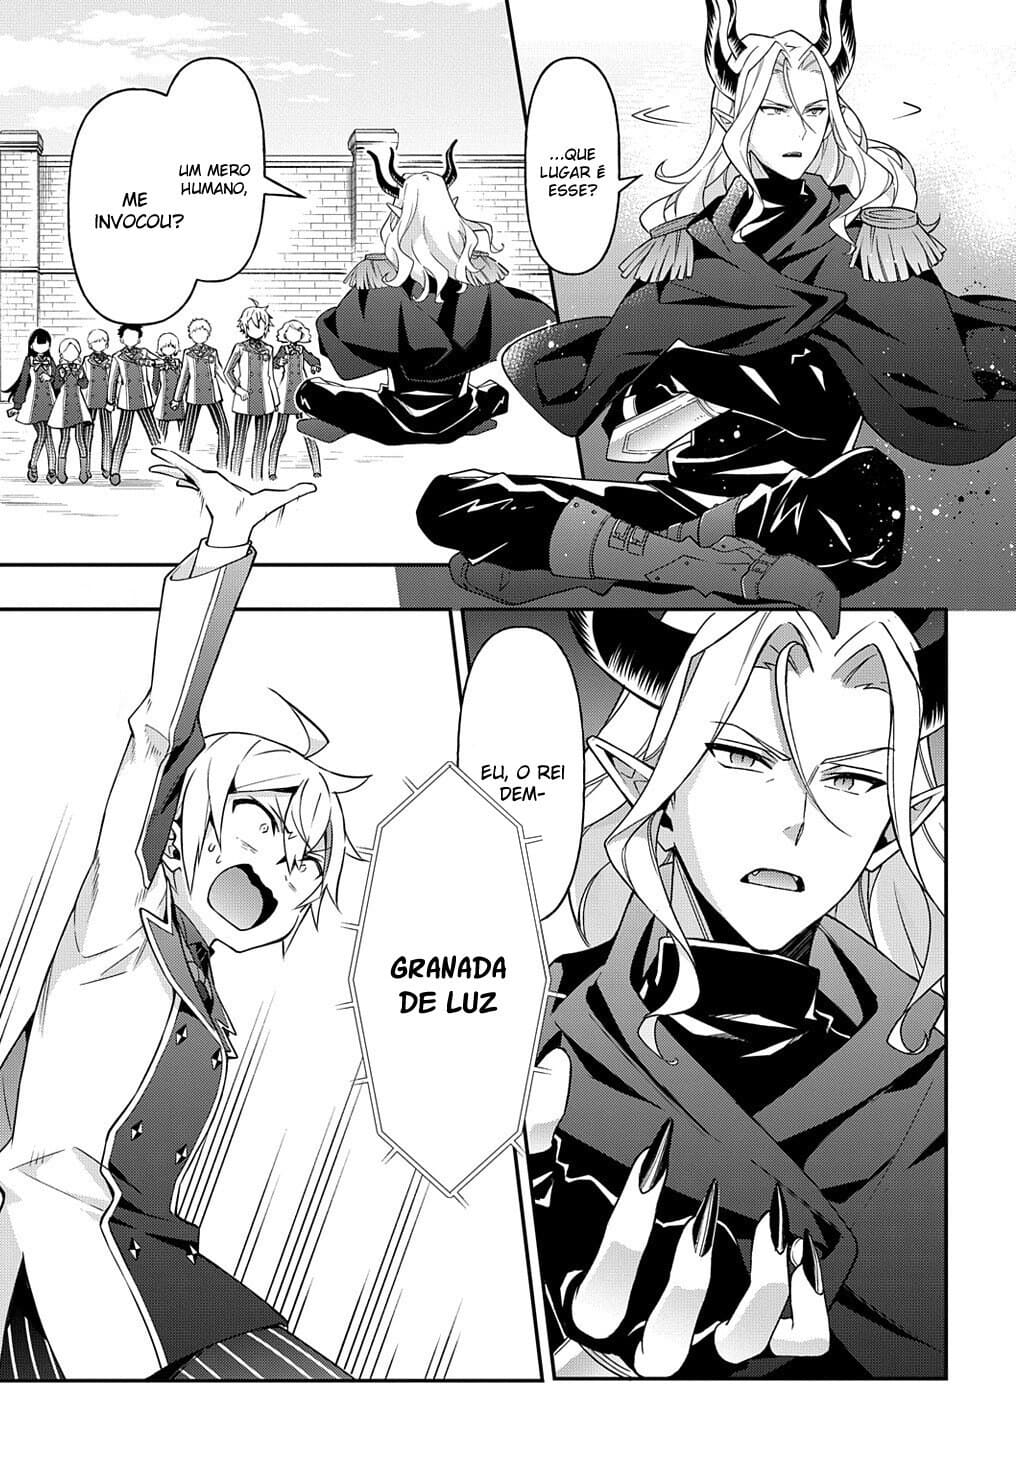 ...QUE
LUGAR É
ESSE?
UM MERO
HUMANO,
ME
INVOCOU?
EU, O REI
DEM-
GRANADA
DE LUZ